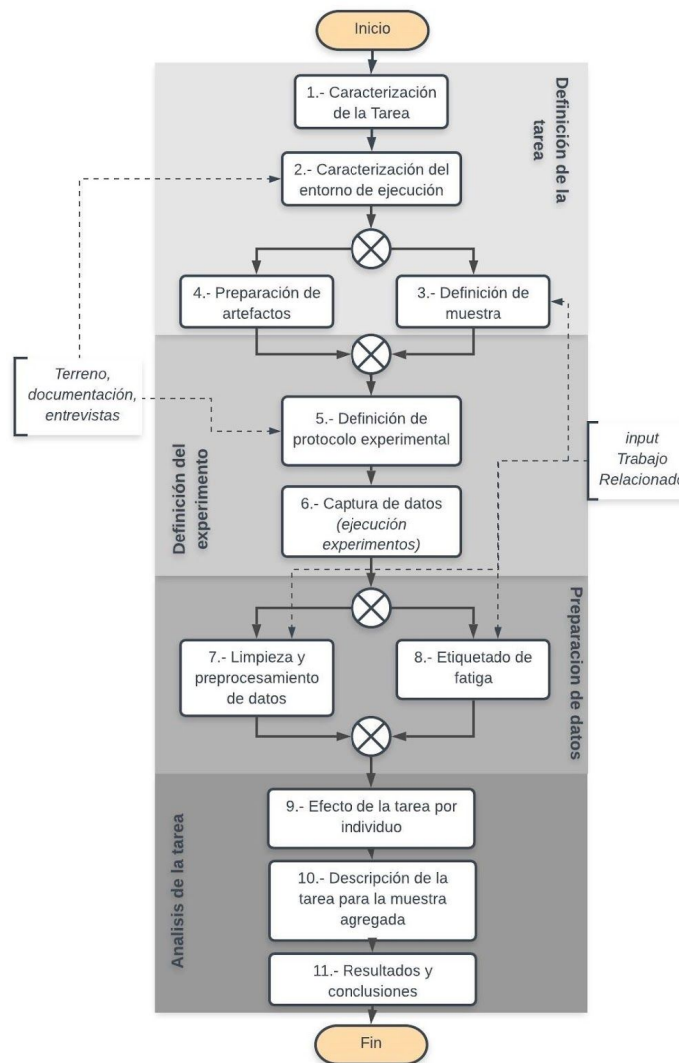 Inicio
Definición de la
tarea
1.- Caracterización
de la Tarea
2.- Caracterización del
entorno de ejecución
4.- Preparación de
artefactos
3.- Definición de
muestra
Terreno,
documentación,
entrevistas
Definición del
experimento
5.- Definición de
protocolo experimental
input
Trabajo
Relacionado
6.- Captura de datos
(ejecución
experimentos)
Preparacion de datos
7.- Limpieza y
preprocesamiento
de datos
8.- Etiquetado de
fatiga
Analisis de la tarea
9.- Efecto de la tarea por
individuo
10.- Descripción de la
tarea para la muestra
agregada
11.- Resultados y
conclusiones
Fin